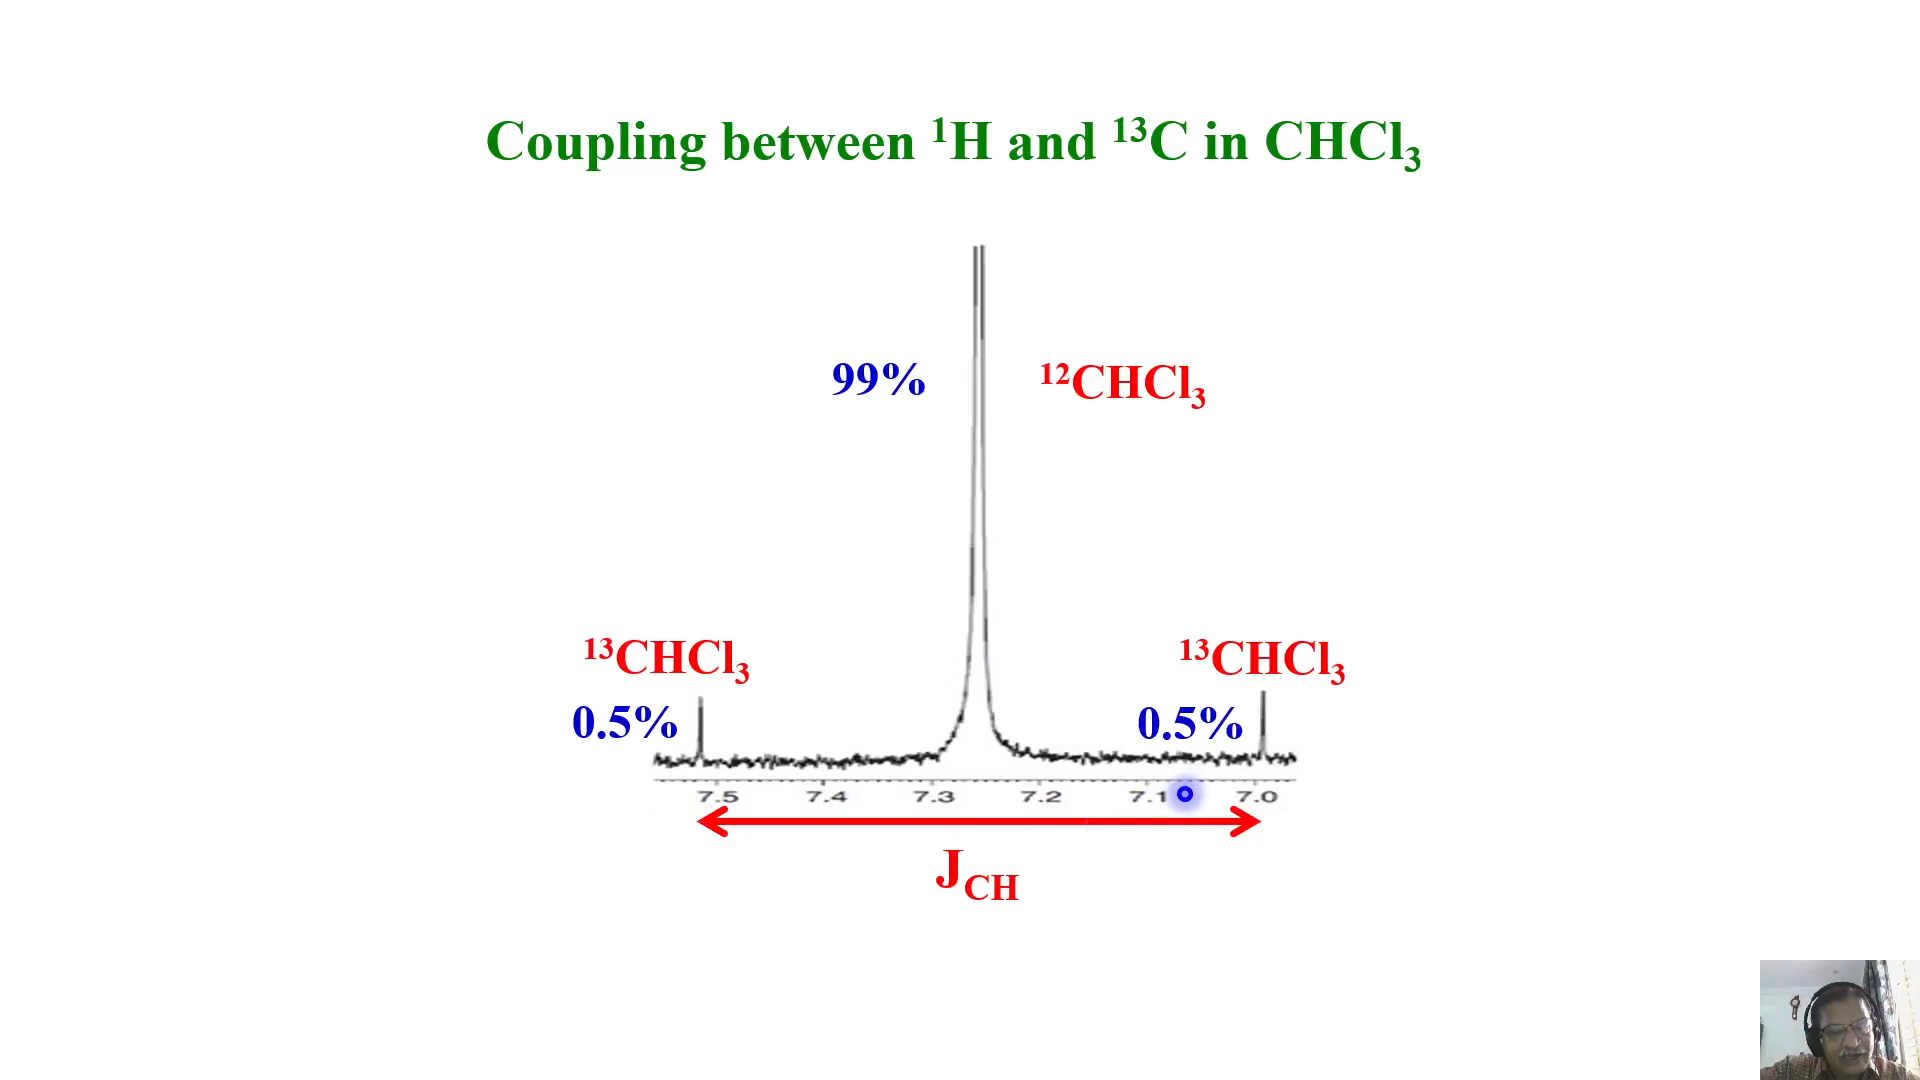 Coupling between ¹H and ¹³C in CHCl₃
99%
¹²CHCl₃
¹³CHCl₃
¹³CHCl₃
0.5%
0.5%
7.5 7.4 7.3 7.2 7.1 7.0
J_CH